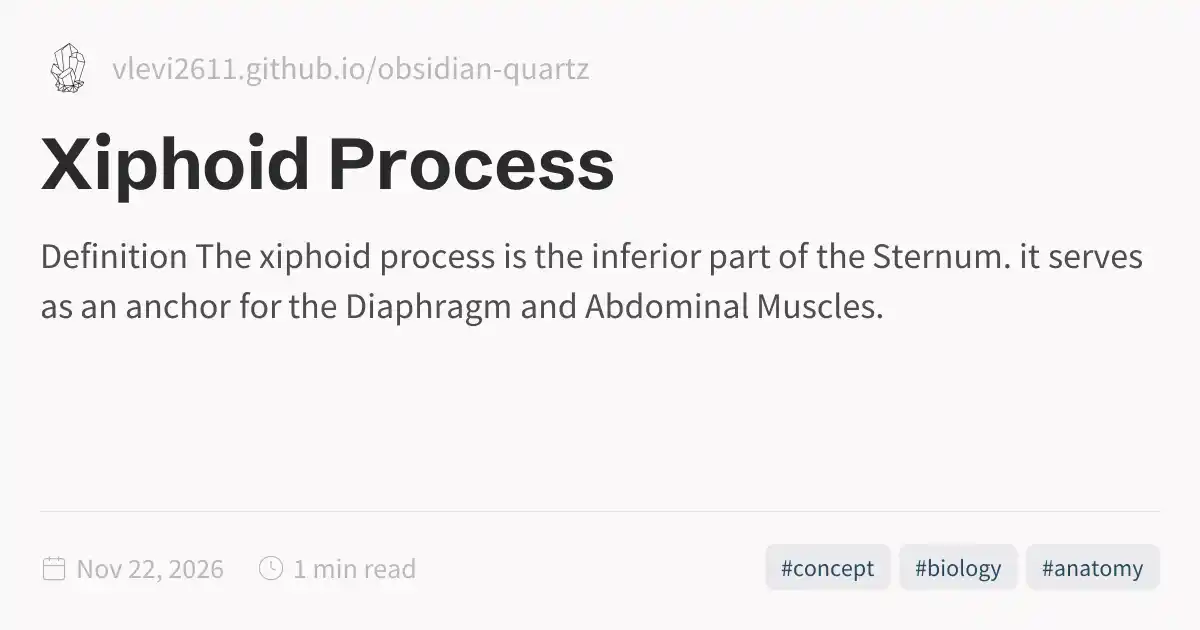 vlevi2611.github.io/obsidian-quartz
Xiphoid Process
Definition The xiphoid process is the inferior part of the Sternum. it serves
as an anchor for the Diaphragm and Abdominal Muscles.
Nov 22, 2026 1 min read #concept #biology #anatomy